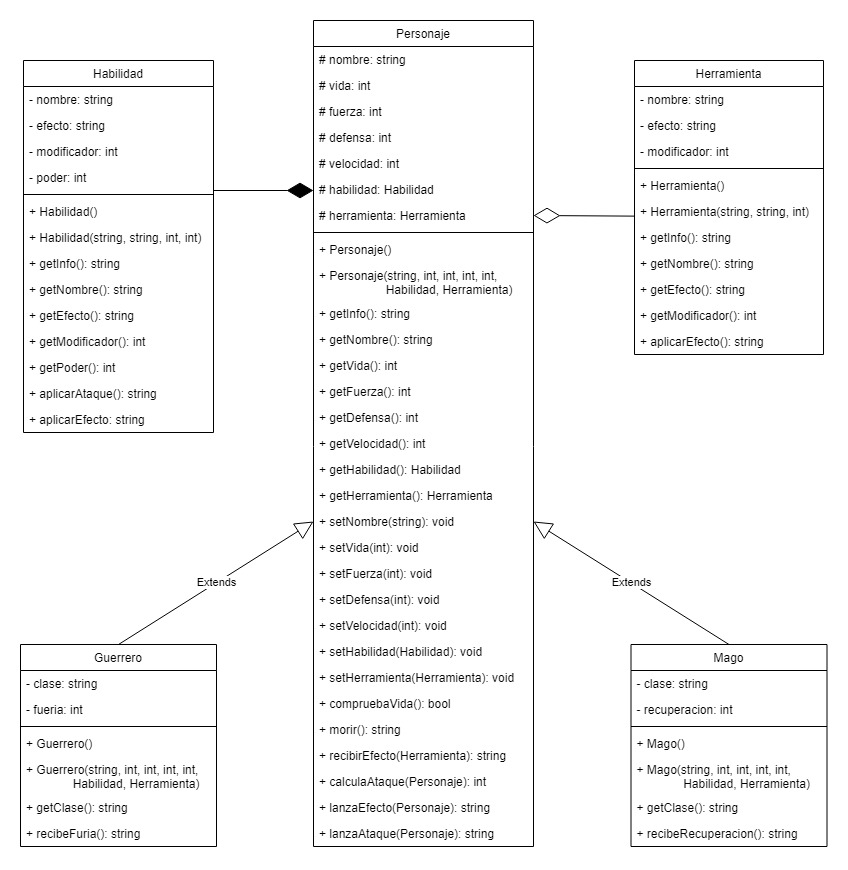 Personaje
# nombre: string
# vida: int
# fuerza: int
# defensa: int
# velocidad: int
# habilidad: Habilidad
# herramienta: Herramienta
+ Personaje()
+ Personaje(string, int, int, int, int,
Habilidad, Herramienta)
+ getInfo(): string
+ getNombre(): string
+ getVida(): int
+ getFuerza(): int
+ getDefensa(): int
+ getVelocidad(): int
+ getHabilidad(): Habilidad
+ getHerramienta(): Herramienta
+ setNombre(string): void
+ setVida(int): void
+ setFuerza(int): void
+ setDefensa(int): void
+ setVelocidad(int): void
+ setHabilidad(Habilidad): void
+ setHerramienta(Herramienta): void
+ compruebaVida(): bool
+ morir(): string
+ recibirEfecto(Herramienta): string
+ calculaAtaque(Personaje): int
+ lanzaEfecto(Personaje): string
+ lanzaAtaque(Personaje): string
Habilidad
- nombre: string
- efecto: string
- modificador: int
- poder: int
+ Habilidad()
+ Habilidad(string, string, int, int)
+ getInfo(): string
+ getNombre(): string
+ getEfecto(): string
+ getModificador(): int
+ getPoder(): int
+ aplicarAtaque(): string
+ aplicarEfecto: string
Herramienta
- nombre: string
- efecto: string
- modificador: int
+ Herramienta()
+ Herramienta(string, string, int)
+ getInfo(): string
+ getNombre(): string
+ getEfecto(): string
+ getModificador(): int
+ aplicarEfecto(): string
Extends
Extends
Guerrero
- clase: string
- fueria: int
+ Guerrero()
+ Guerrero(string, int, int, int, int,
Habilidad, Herramienta)
+ getClase(): string
+ recibeFuria(): string
Mago
- clase: string
- recuperacion: int
+ Mago()
+ Mago(string, int, int, int, int,
Habilidad, Herramienta)
+ getClase(): string
+ recibeRecuperacion(): string